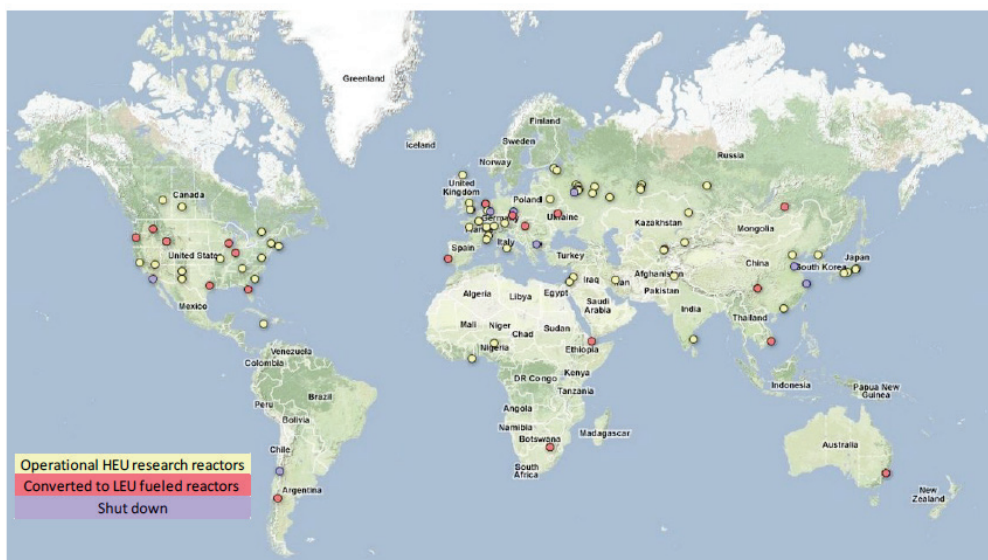 Greenland
Iceland
Finland
Sweden
Norway
Russia
United
Kingdom
Poland
Germany
Ukraine
Kazakhstan
Mongolia
Canada
Spain
Italy
Turkey
United States
China
Japan
South Korea
Afghanistan
Iraq
Iran
Pakistan
Algeria
Libya
Egypt
Saudi
Arabia
Mexico
India
Thailand
Mali
Niger
Chad
Sudan
Nigeria
Ethiopia
Venezuela
Colombia
Kenya
DR Congo
Tanzania
Indonesia
Papua New
Guinea
Peru
Brazil
Bolivia
Angola
Namibia
Botswana
Madagascar
Australia
Chile
South
Africa
Argentina
New
Zealand
Operational HEU research reactors
Converted to LEU fueled reactors
Shut down